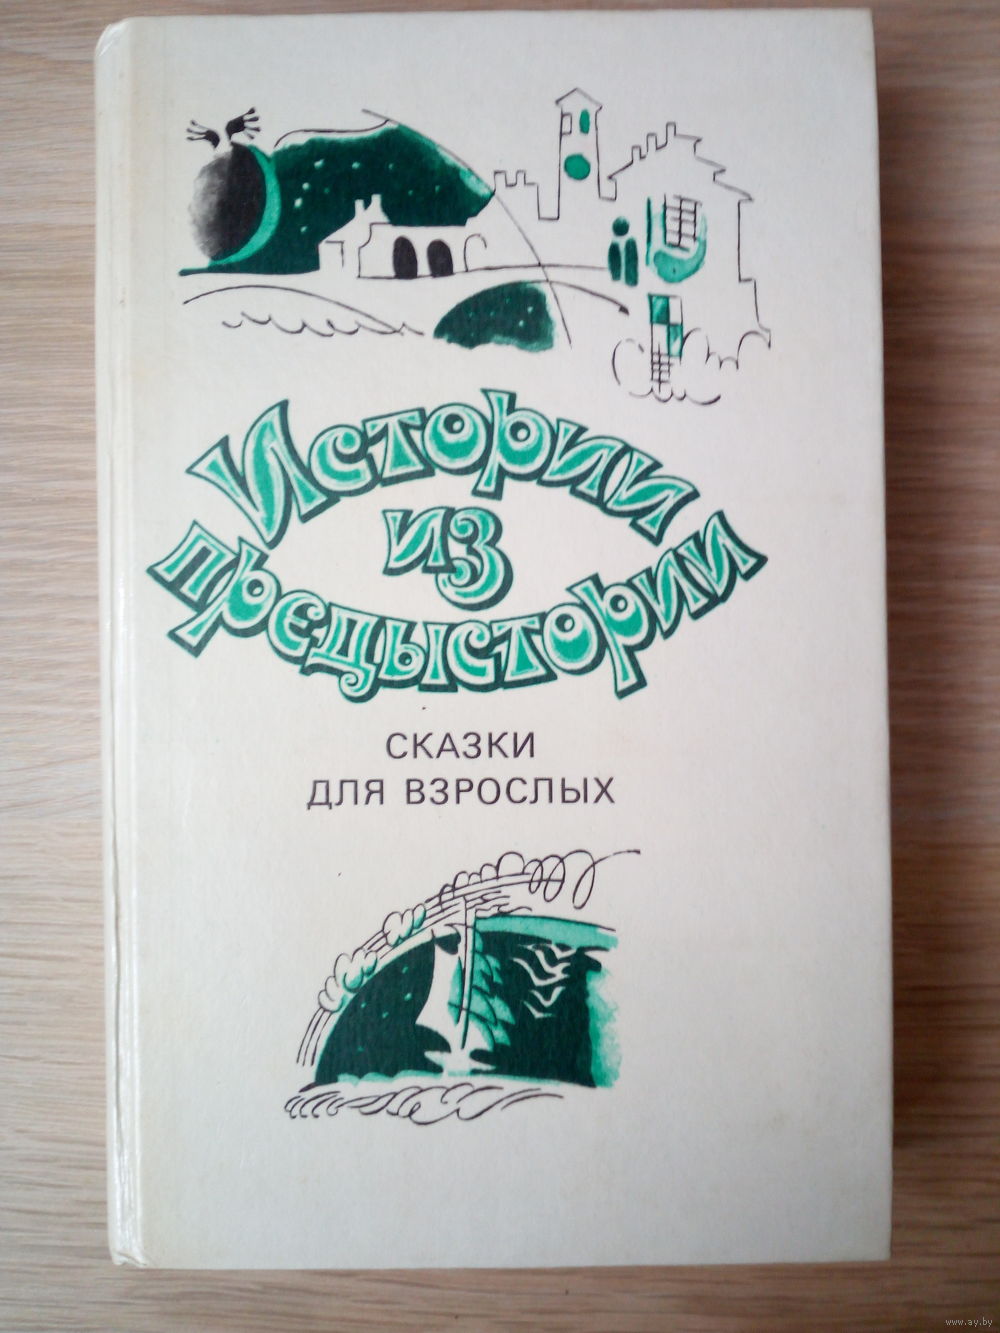 Истории
из
предыстории
СКАЗКИ
ДЛЯ ВЗРОСЛЫХ
www.ay.by